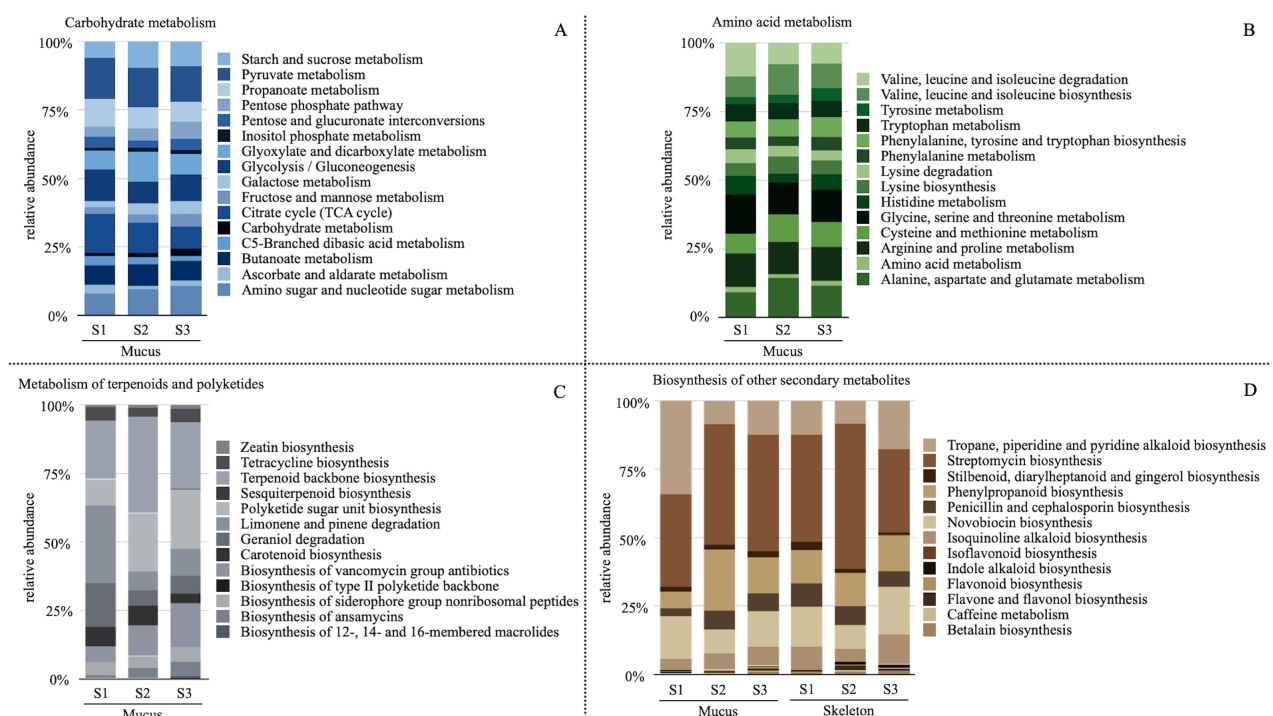 Carbohydrate metabolism
A
100%
75%
50%
25%
0%
relative abundance
S1 S2 S3
Mucus
Starch and sucrose metabolism
Pyruvate metabolism
Propanoate metabolism
Pentose phosphate pathway
Pentose and glucuronate interconversions
Inositol phosphate metabolism
Glyoxylate and dicarboxylate metabolism
Glycolysis / Gluconeogenesis
Galactose metabolism
Fructose and mannose metabolism
Citrate cycle (TCA cycle)
Carbohydrate metabolism
C5-Branched dibasic acid metabolism
Butanoate metabolism
Ascorbate and aldarate metabolism
Amino sugar and nucleotide sugar metabolism
Amino acid metabolism
B
100%
75%
50%
25%
0%
relative abundance
S1 S2 S3
Mucus
Valine, leucine and isoleucine degradation
Valine, leucine and isoleucine biosynthesis
Tyrosine metabolism
Tryptophan metabolism
Phenylalanine, tyrosine and tryptophan biosynthesis
Phenylalanine metabolism
Lysine degradation
Lysine biosynthesis
Histidine metabolism
Glycine, serine and threonine metabolism
Cysteine and methionine metabolism
Arginine and proline metabolism
Amino acid metabolism
Alanine, aspartate and glutamate metabolism
Metabolism of terpenoids and polyketides
C
100%
75%
50%
25%
0%
relative abundance
S1 S2 S3
Mucus
Zeatin biosynthesis
Tetracycline biosynthesis
Terpenoid backbone biosynthesis
Sesquiterpenoid biosynthesis
Polyketide sugar unit biosynthesis
Limonene and pinene degradation
Geraniol degradation
Carotenoid biosynthesis
Biosynthesis of vancomycin group antibiotics
Biosynthesis of type II polyketide backbone
Biosynthesis of siderophore group nonribosomal peptides
Biosynthesis of ansamycins
Biosynthesis of 12-, 14- and 16-membered macrolides
Biosynthesis of other secondary metabolites
D
100%
75%
50%
25%
0%
relative abundance
S1 S2 S3 S1 S2 S3
Mucus Skeleton
Tropane, piperidine and pyridine alkaloid biosynthesis
Streptomycin biosynthesis
Stilbenoid, diarylheptanoid and gingerol biosynthesis
Phenylpropanoid biosynthesis
Penicillin and cephalosporin biosynthesis
Novobiocin biosynthesis
Isoquinoline alkaloid biosynthesis
Isoflavonoid biosynthesis
Indole alkaloid biosynthesis
Flavonoid biosynthesis
Flavone and flavonol biosynthesis
Caffeine metabolism
Betalain biosynthesis